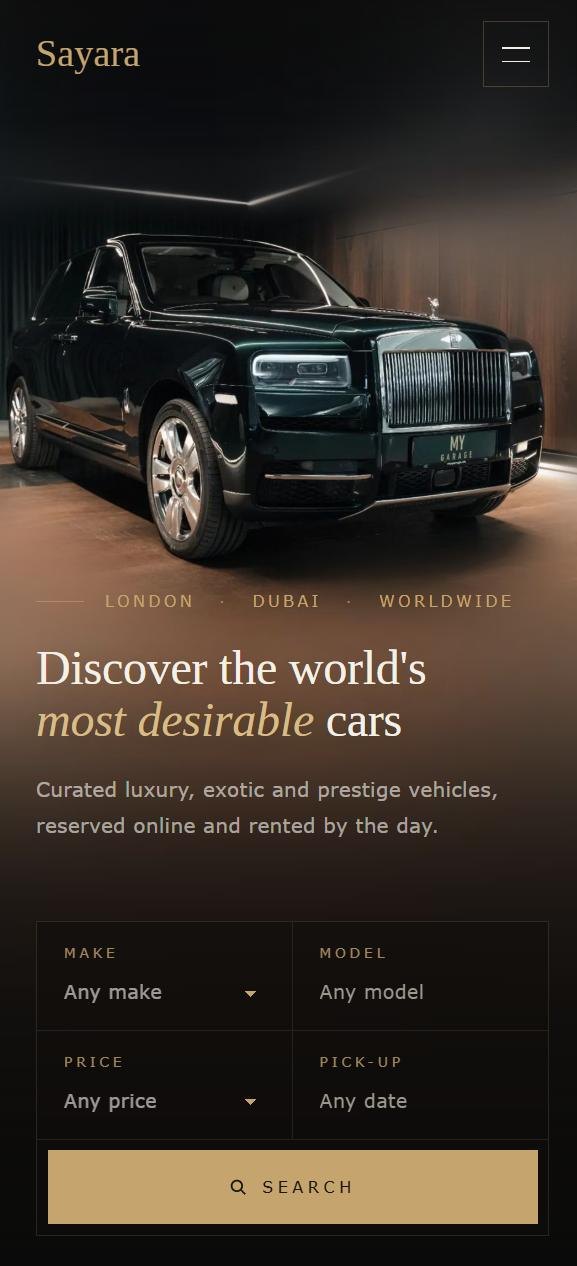 Sayara
MY
GARAGE
LONDON · DUBAI · WORLDWIDE
Discover the world's
most desirable cars
Curated luxury, exotic and prestige vehicles,
reserved online and rented by the day.
MAKE
Any make
MODEL
Any model
PRICE
Any price
PICK-UP
Any date
SEARCH